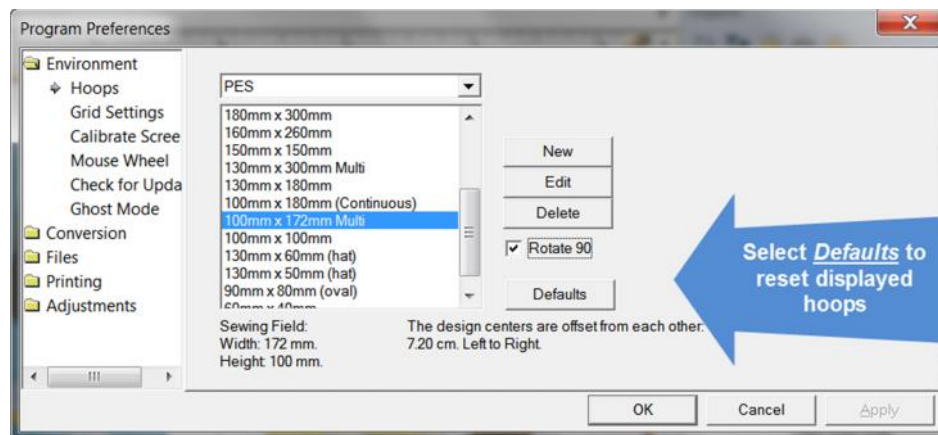 Program Preferences
Environment
Hoops
Grid Settings
Calibrate Scree
Mouse Wheel
Check for Upda
Ghost Mode
Conversion
Files
Printing
Adjustments
PES
180mm x 300mm
160mm x 260mm
150mm x 150mm
130mm x 300mm Multi
130mm x 180mm
100mm x 180mm (Continuous)
100mm x 172mm Multi
100mm x 100mm
130mm x 60mm (hat)
130mm x 50mm (hat)
90mm x 80mm (oval)
60mm x 40mm
New
Edit
Delete
Rotate 90
Defaults
Sewing Field:
Width: 172 mm.
Height: 100 mm.
The design centers are offset from each other:
7.20 cm. Left to Right.
Select Defaults to
reset displayed
hoops
OK
Cancel
Apply